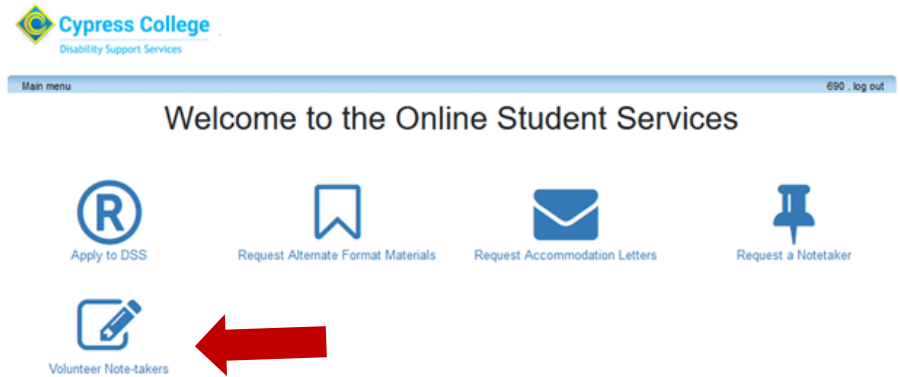 Cypress College
Disability Support Services
Main menu
690 . log out
Welcome to the Online Student Services
R
Apply to DSS
Request Alternate Format Materials
Request Accommodation Letters
Request a Notetaker
Volunteer Note-takers